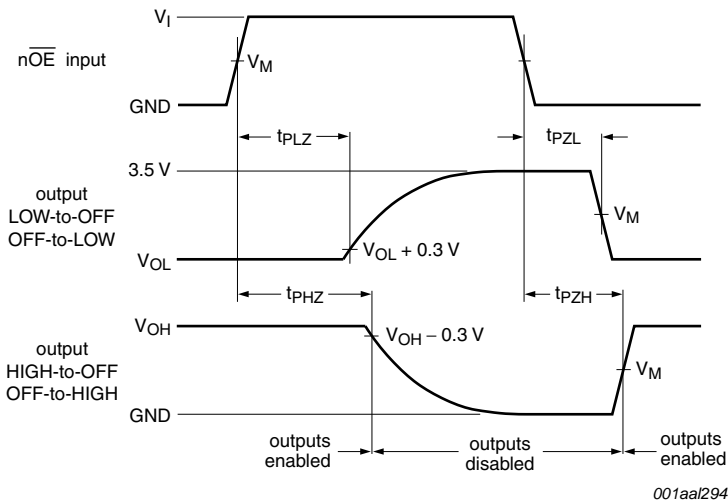 V_I
nOE input
V_M
GND
t_PLZ
t_PZL
3.5 V
output
LOW-to-OFF
OFF-to-LOW
V_M
V_OL + 0.3 V
V_OL
t_PHZ
t_PZH
V_OH
V_OH − 0.3 V
output
HIGH-to-OFF
OFF-to-HIGH
V_M
GND
outputs
enabled
outputs
disabled
outputs
enabled
001aal294